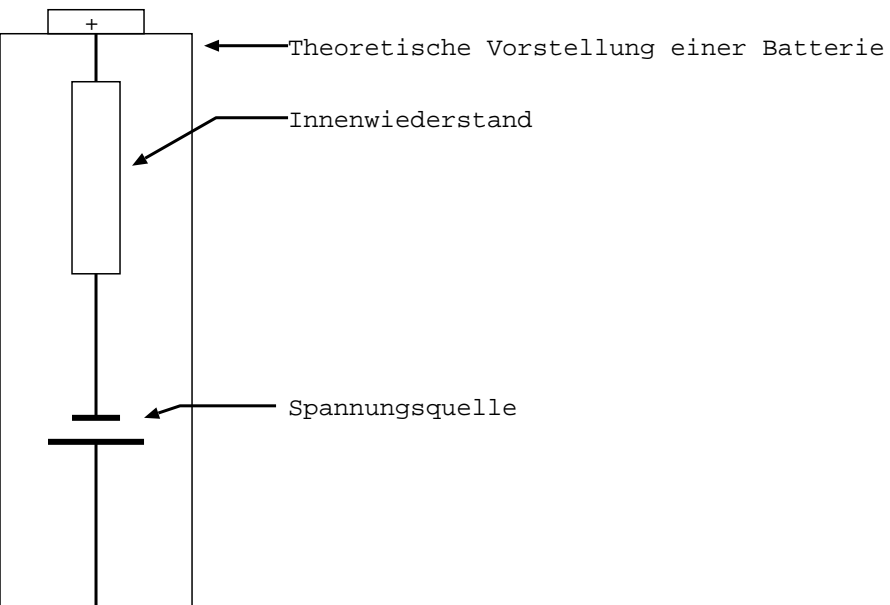 +
Theoretische Vorstellung einer Batterie
Innenwiederstand
Spannungsquelle